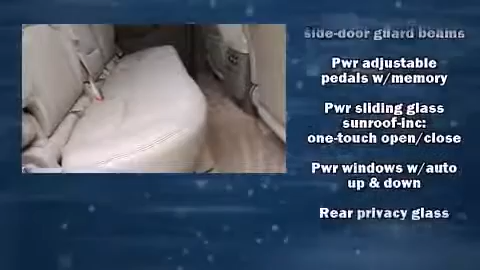 side-door guard beams
Pwr adjustable
pedals w/memory
Pwr sliding glass
sunroof-inc:
one-touch open/close
Pwr windows w/auto
up & down
Rear privacy glass